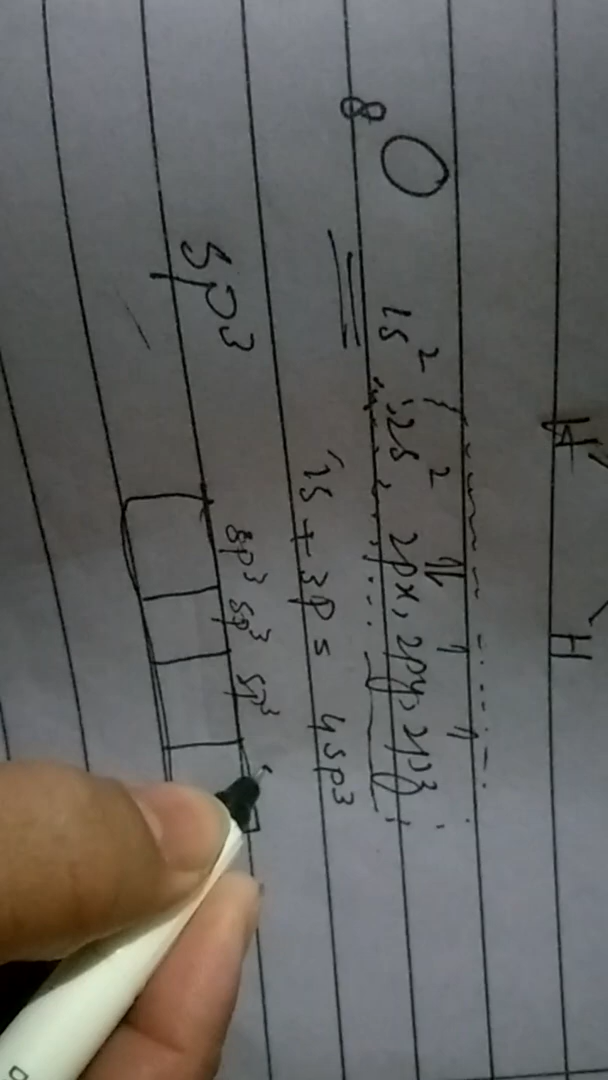 H H
8O 1s² 2s², 2px, 2py, 2pz
1s + 3p = 4sp³
sp³ sp³ sp³
sp³